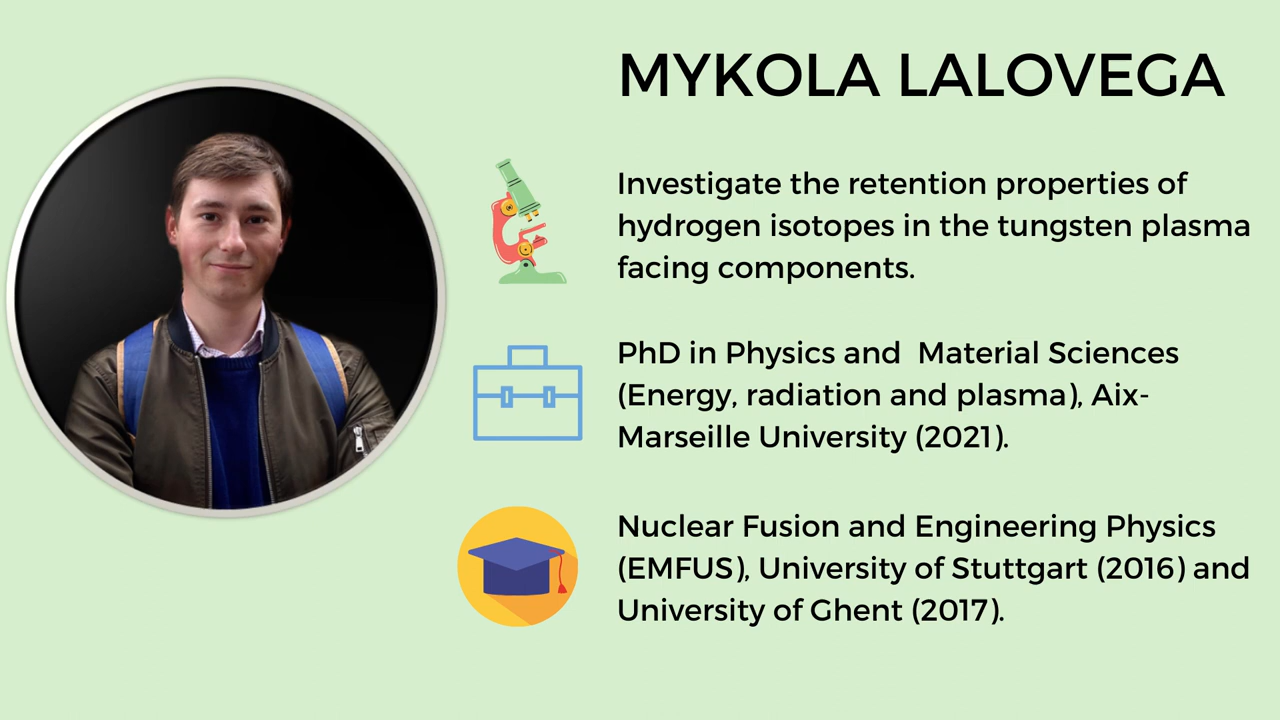 MYKOLA LALOVEGA
Investigate the retention properties of
hydrogen isotopes in the tungsten plasma
facing components.
PhD in Physics and  Material Sciences
(Energy, radiation and plasma), Aix-
Marseille University (2021).
Nuclear Fusion and Engineering Physics
(EMFUS), University of Stuttgart (2016) and
University of Ghent (2017).